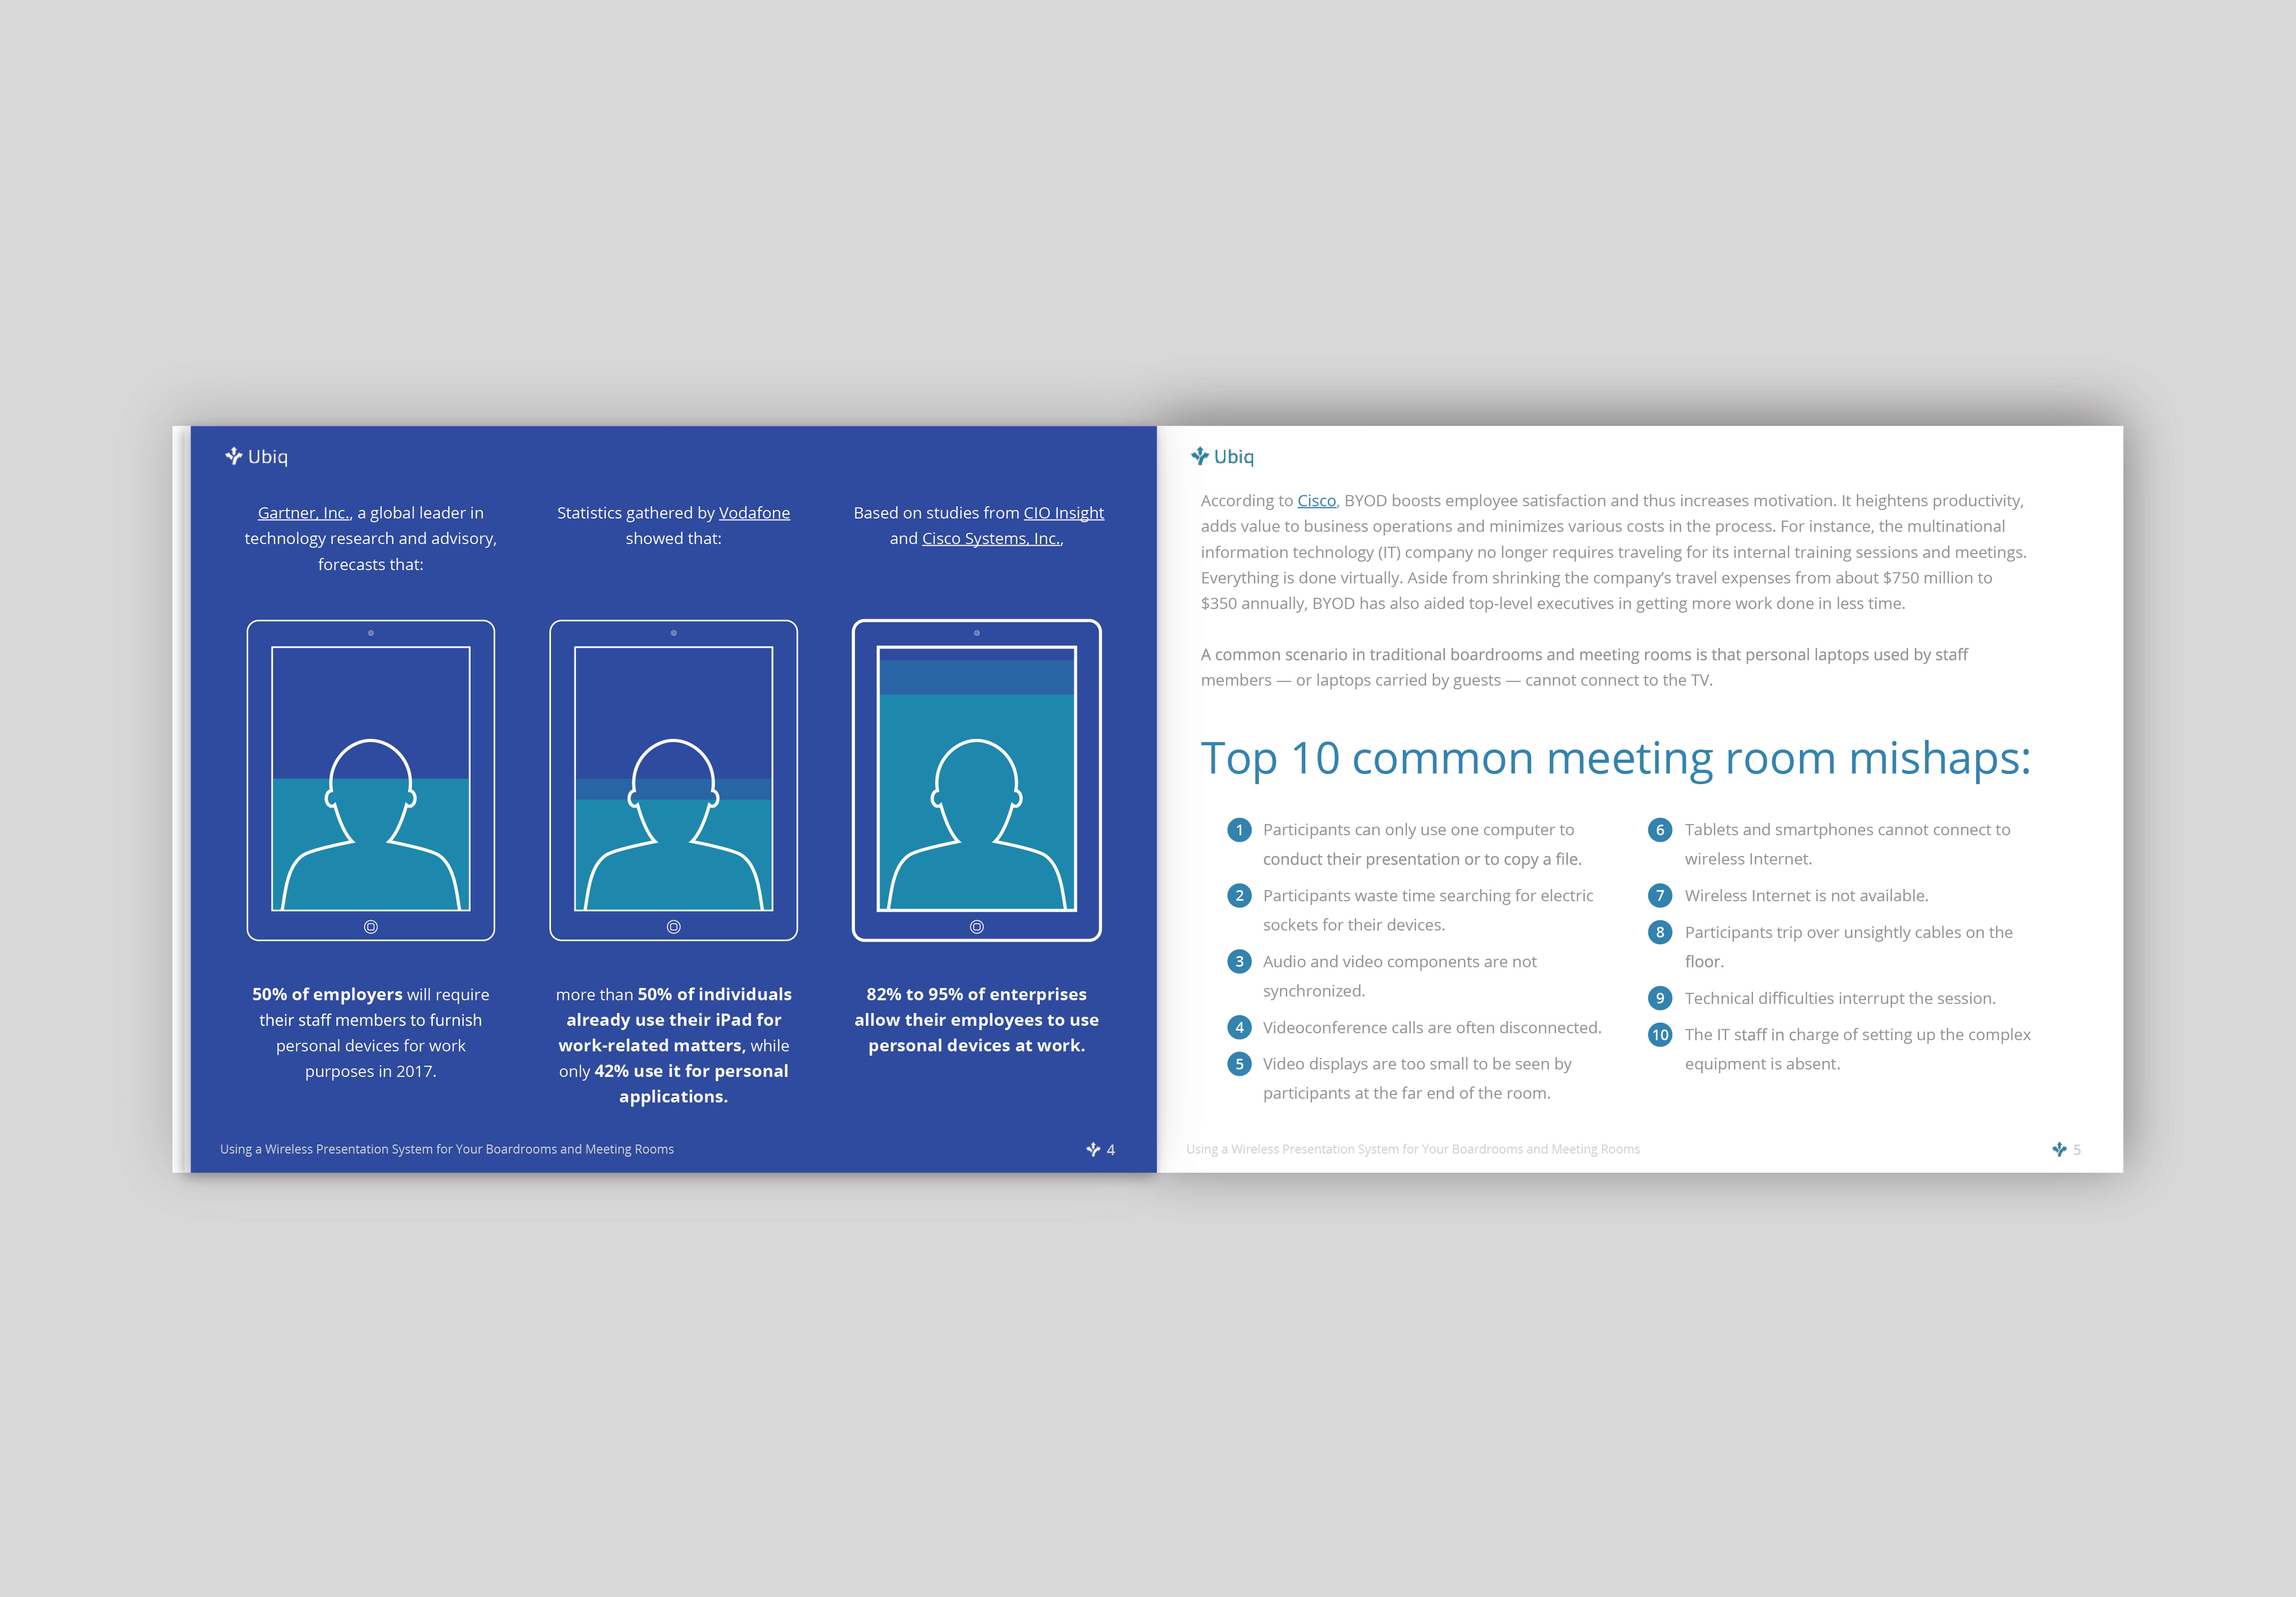 Ubiq
Gartner, Inc., a global leader in
technology research and advisory,
forecasts that:
Statistics gathered by Vodafone
showed that:
Based on studies from CIO Insight
and Cisco Systems, Inc.,
50% of employers will require
their staff members to furnish
personal devices for work
purposes in 2017.
more than 50% of individuals
already use their iPad for
work-related matters, while
only 42% use it for personal
applications.
82% to 95% of enterprises
allow their employees to use
personal devices at work.
Using a Wireless Presentation System for Your Boardrooms and Meeting Rooms
4
Ubiq
According to Cisco, BYOD boosts employee satisfaction and thus increases motivation. It heightens productivity,
adds value to business operations and minimizes various costs in the process. For instance, the multinational
information technology (IT) company no longer requires traveling for its internal training sessions and meetings.
Everything is done virtually. Aside from shrinking the company’s travel expenses from about $750 million to
$350 annually, BYOD has also aided top-level executives in getting more work done in less time.
A common scenario in traditional boardrooms and meeting rooms is that personal laptops used by staff
members — or laptops carried by guests — cannot connect to the TV.
Top 10 common meeting room mishaps:
1 Participants can only use one computer to
conduct their presentation or to copy a file.
2 Participants waste time searching for electric
sockets for their devices.
3 Audio and video components are not
synchronized.
4 Videoconference calls are often disconnected.
5 Video displays are too small to be seen by
participants at the far end of the room.
6 Tablets and smartphones cannot connect to
wireless Internet.
7 Wireless Internet is not available.
8 Participants trip over unsightly cables on the
floor.
9 Technical difficulties interrupt the session.
10 The IT staff in charge of setting up the complex
equipment is absent.
Using a Wireless Presentation System for Your Boardrooms and Meeting Rooms
5